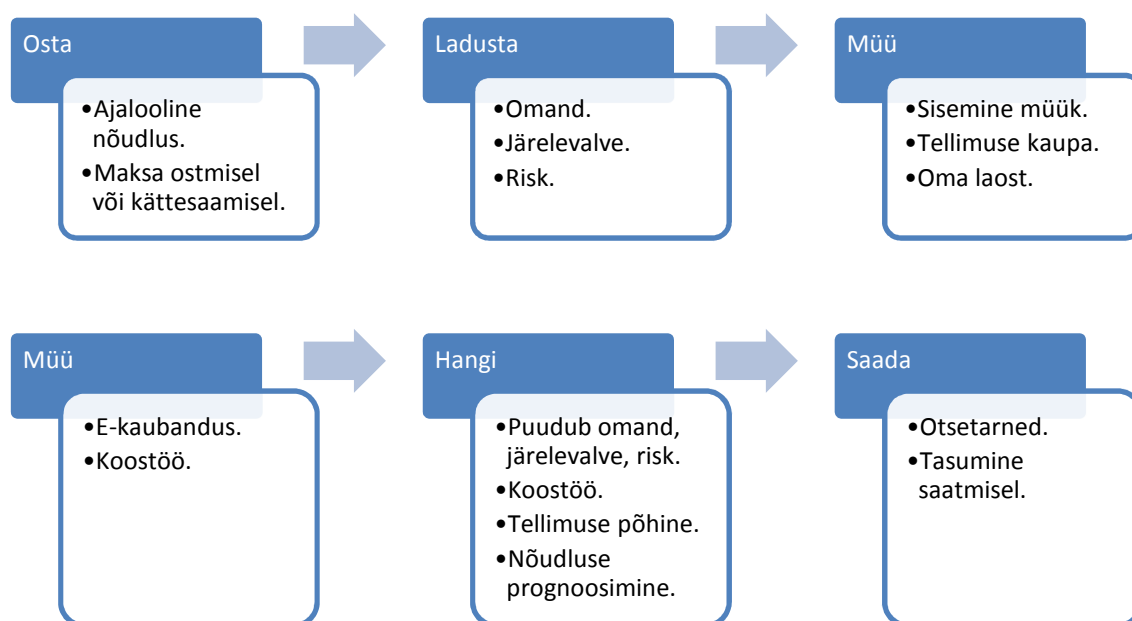 Osta
•Ajalooline
nõudlus.
•Maksa ostmisel
või kättesaamisel.
Ladusta
•Omand.
•Järelevalve.
•Risk.
Müü
•Sisemine müük.
•Tellimuse kaupa.
•Oma laost.
Müü
•E-kaubandus.
•Koostöö.
Hangi
•Puudub omand,
järelevalve, risk.
•Koostöö.
•Tellimuse põhine.
•Nõudluse
prognoosimine.
Saada
•Otsetarned.
•Tasumine
saatmisel.